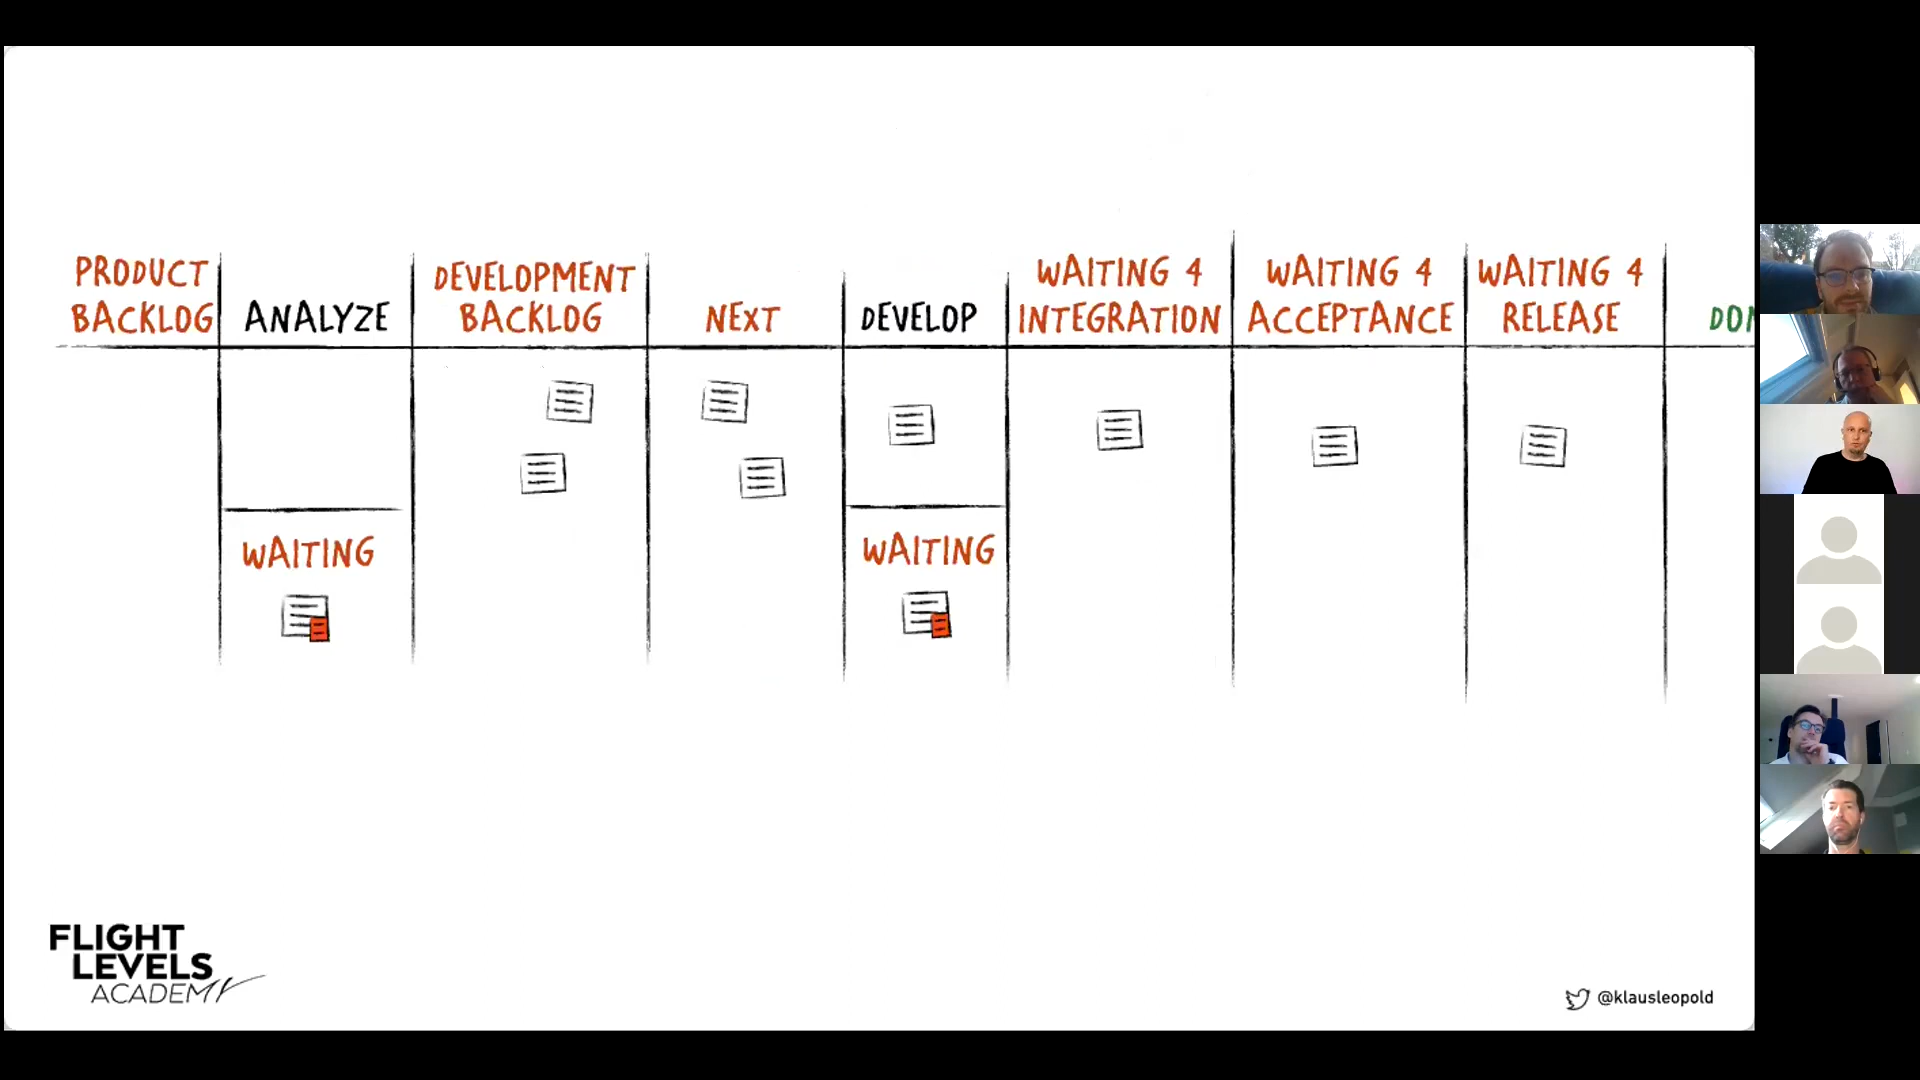 PRODUCT
BACKLOG
ANALYZE
DEVELOPMENT
BACKLOG
NEXT
DEVELOP
WAITING 4
INTEGRATION
WAITING 4
ACCEPTANCE
WAITING 4
RELEASE
DON
WAITING
WAITING
FLIGHT
LEVELS
ACADEMY
@klausleopold